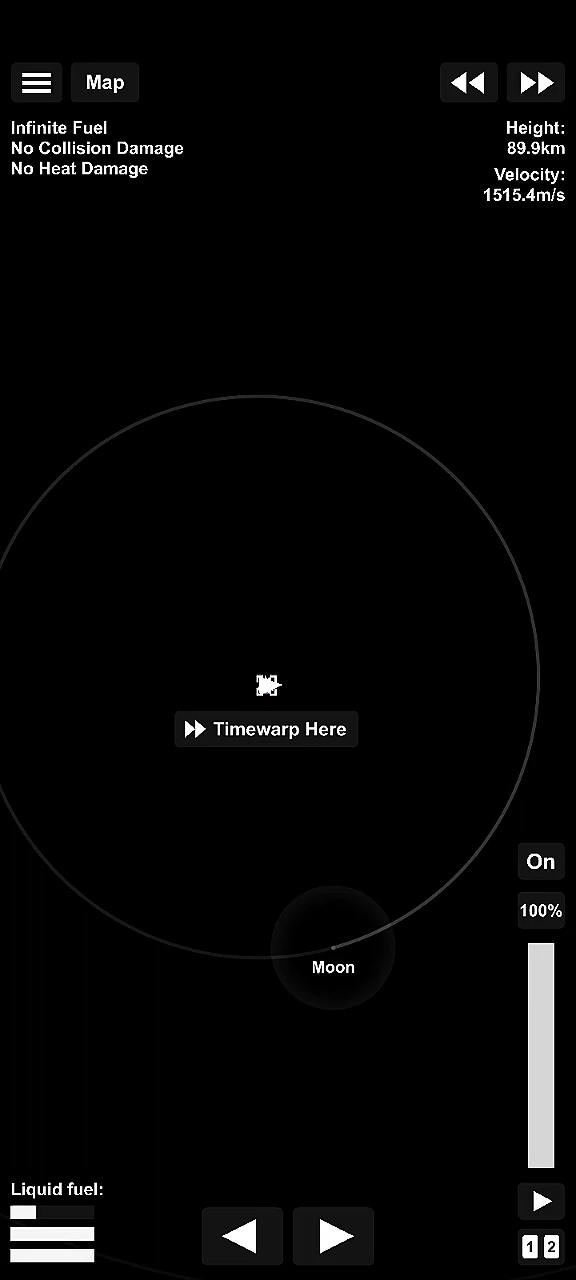 Map
Infinite Fuel
No Collision Damage
No Heat Damage
Height:
89.9km
Velocity:
1515.4m/s
Timewarp Here
On
100%
Moon
Liquid fuel:
1 2